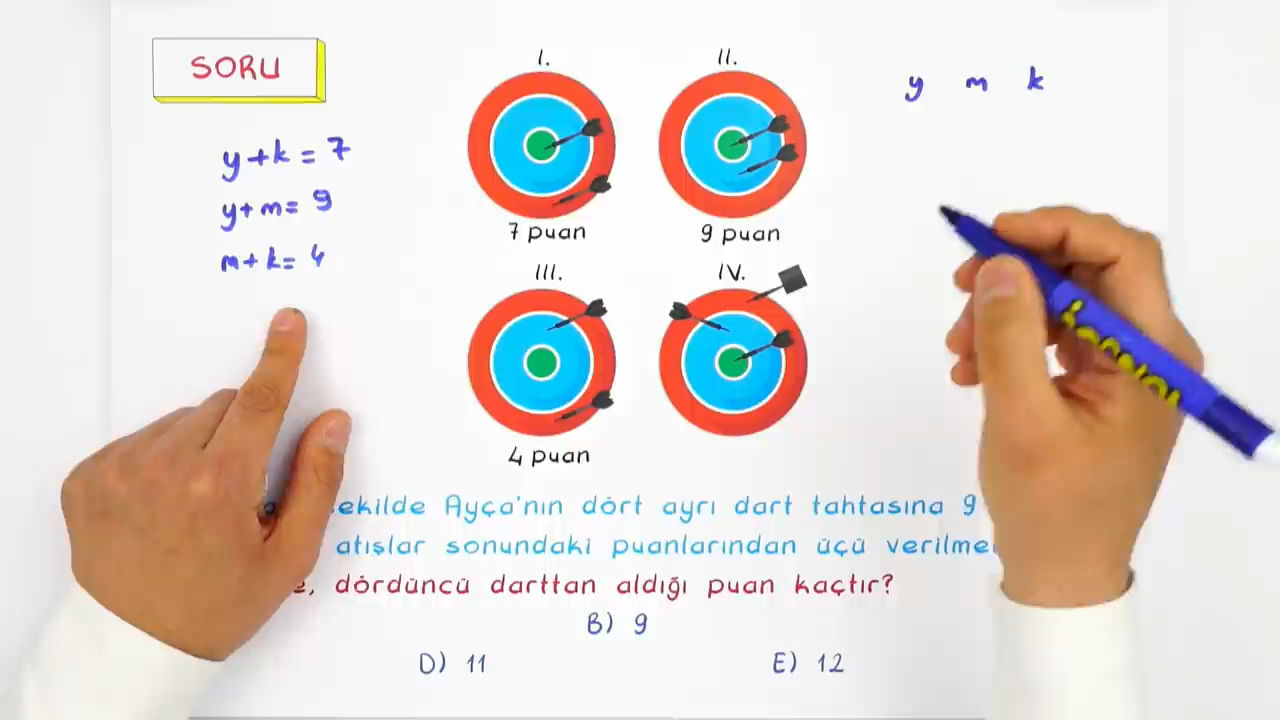 SORU
I.
II.
y m k
y+k=7
y+m=9
m+k=4
7 puan
9 puan
III.
IV.
4 puan
ekilde Ayça'nın dört ayrı dart tahtasına 9
atışlar sonundaki puanlarından üçü verilme
dördüncü darttan aldığı puan kaçtır?
B) 9
D) 11
E) 12